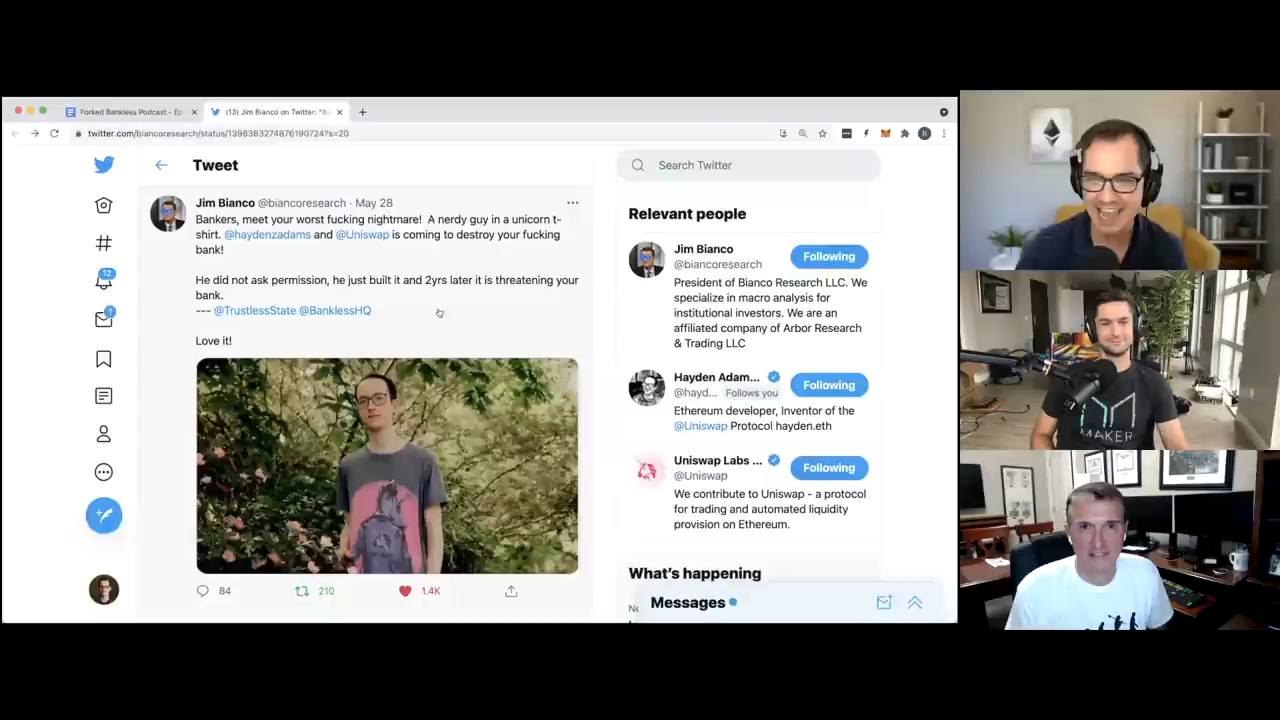 Forked Bankless Podcast - Ep
(13) Jim Bianco on Twitter: "Ba
twitter.com/biancoresearch/status/1398383274876190724?s=20
Tweet
Jim Bianco @biancoresearch · May 28
Bankers, meet your worst fucking nightmare! A nerdy guy in a unicorn t-
shirt. @haydenzadams and @Uniswap is coming to destroy your fucking
bank!
He did not ask permission, he just built it and 2yrs later it is threatening your
bank.
--- @TrustlessState @BanklessHQ
Love it!
84
210
1.4K
12
Search Twitter
Relevant people
Jim Bianco
@biancoresearch
Following
President of Bianco Research LLC. We
specialize in macro analysis for
institutional investors. We are an
affiliated company of Arbor Research
& Trading LLC
Hayden Adam...
@hayd... Follows you
Following
Ethereum developer, Inventor of the
@Uniswap Protocol hayden.eth
Uniswap Labs ...
@Uniswap
Following
We contribute to Uniswap - a protocol
for trading and automated liquidity
provision on Ethereum.
What's happening
Messages
MAKER